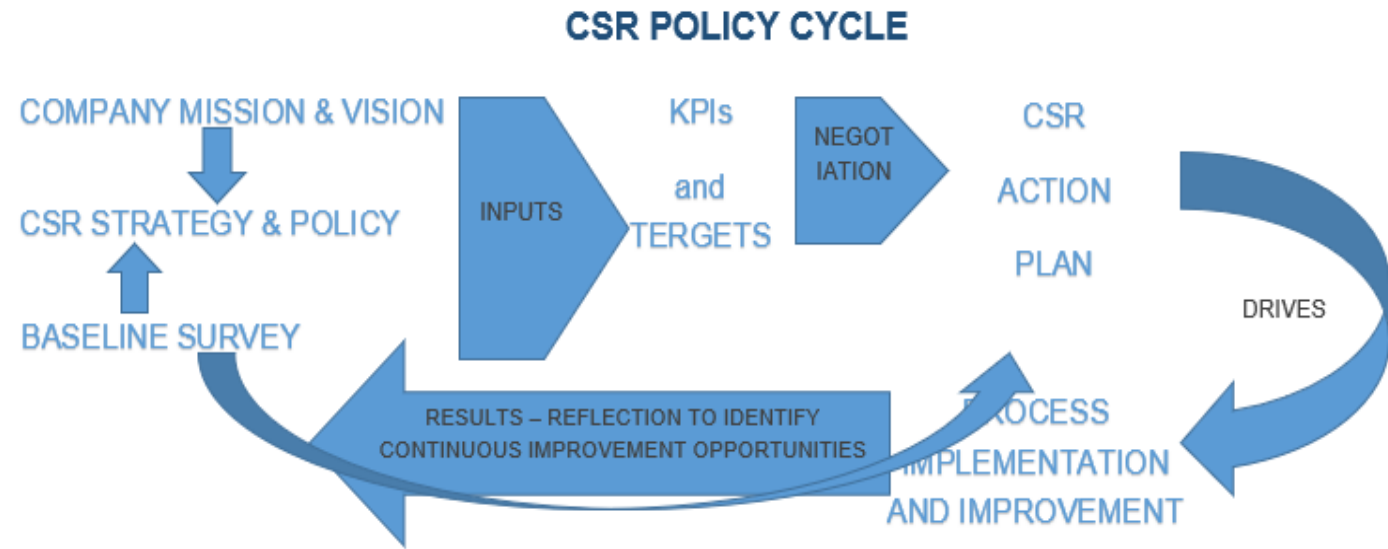 CSR POLICY CYCLE
COMPANY MISSION & VISION
CSR STRATEGY & POLICY
BASELINE SURVEY
INPUTS
KPIs
and
TERGETS
NEGOT
IATION
CSR
ACTION
PLAN
DRIVES
PROCESS
IMPLEMENTATION
AND IMPROVEMENT
RESULTS – REFLECTION TO IDENTIFY
CONTINUOUS IMPROVEMENT OPPORTUNITIES